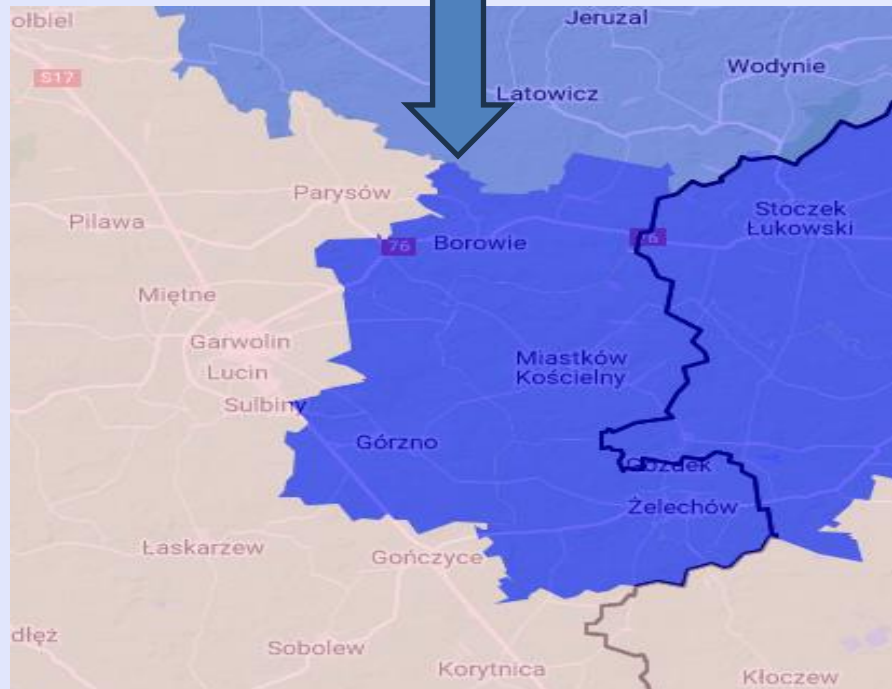 ołbiel
Jeruzal
S17
Wodynie
Latowicz
Parysów
Stoczek
Łukowski
Pilawa
76
76
Borowie
Miętne
Garwolin
Miastków
Kościelny
Lucin
Sulbiny
Górzno
Gózdek
Żelechów
Łaskarzew
Gończyce
dłęż
Sobolew
Korytnica
Kłoczew